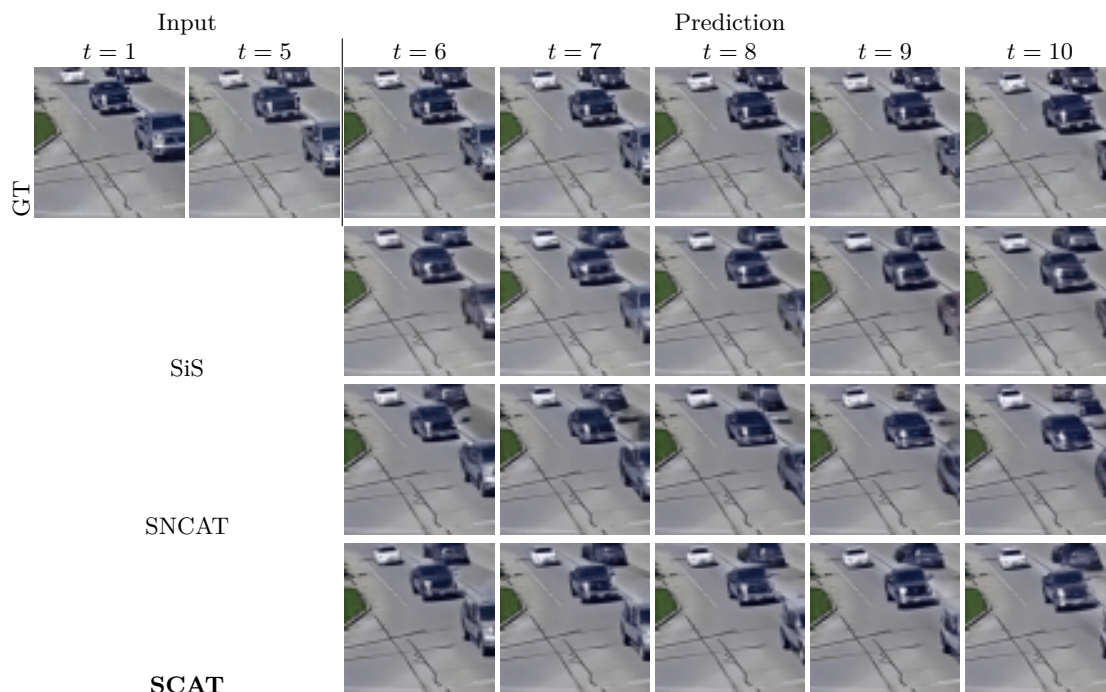 Input Prediction
t = 1 t = 5 t = 6 t = 7 t = 8 t = 9 t = 10
GT
SiS
SNCAT
SCAT